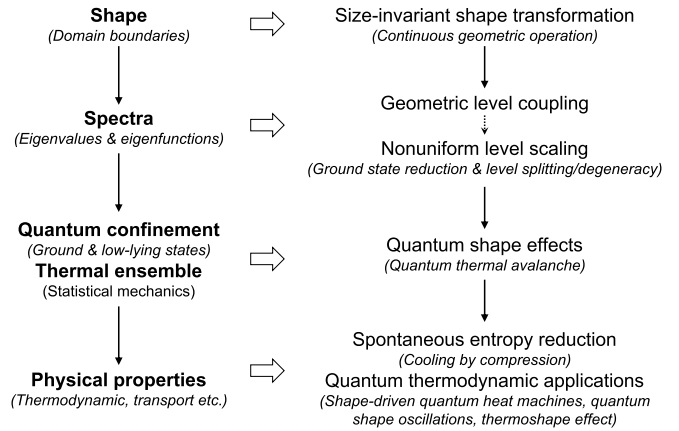 Shape
(Domain boundaries)
Spectra
(Eigenvalues & eigenfunctions)
Quantum confinement
(Ground & low-lying states)
Thermal ensemble
(Statistical mechanics)
Physical properties
(Thermodynamic, transport etc.)
Size-invariant shape transformation
(Continuous geometric operation)
Geometric level coupling
Nonuniform level scaling
(Ground state reduction & level splitting/degeneracy)
Quantum shape effects
(Quantum thermal avalanche)
Spontaneous entropy reduction
(Cooling by compression)
Quantum thermodynamic applications
(Shape-driven quantum heat machines, quantum
shape oscillations, thermoshape effect)